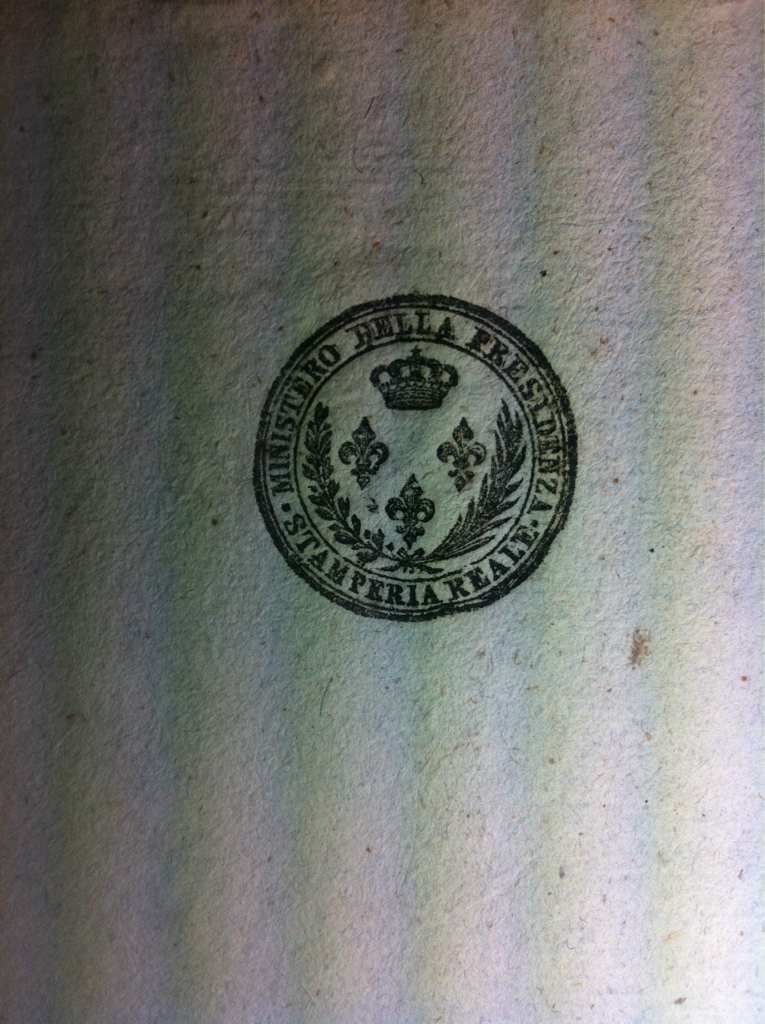 · MINISTERO DELLA PRESIDENZA ·
STAMPERIA REALE